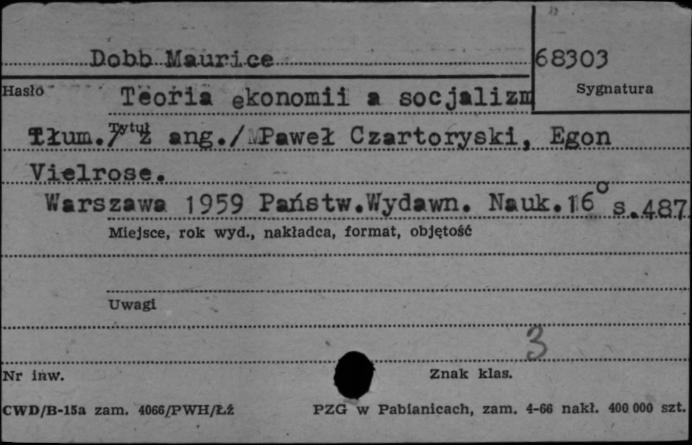 Dobb Maurice
68303
Hasło
Sygnatura
Teoria ekonomii a socjalizm
Tytuł
Tłum./ z ang./ Paweł Czartoryski, Egon
Vielrose.
Warszawa 1959 Państw.Wydawn. Nauk.16° s.487
Miejsce, rok wyd., nakładca, format, objętość
Uwagi
3
Nr inw.
Znak klas.
CWD/B-15a zam. 4066/PWH/Łź
PZG w Pabianicach, zam. 4-66 nakł. 400 000 szt.